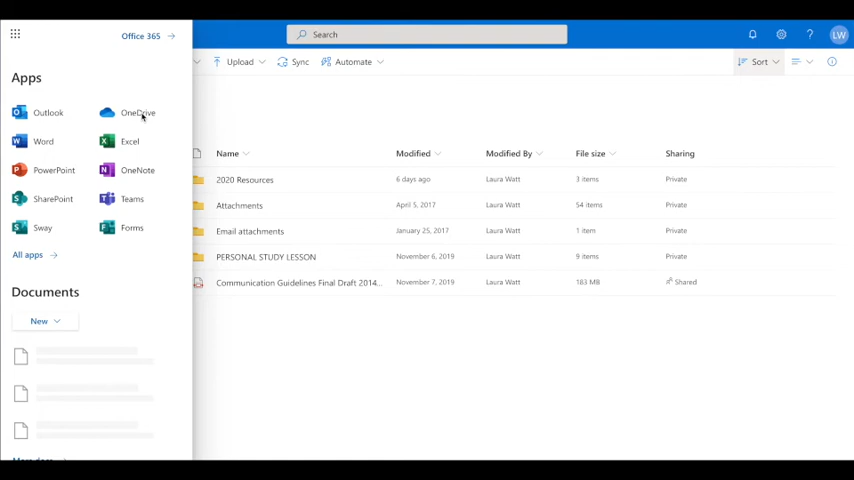 Office 365 →
Search
LW
Upload
Sync
Automate
Sort
Apps
Outlook
OneDrive
Word
Excel
PowerPoint
OneNote
SharePoint
Teams
Sway
Forms
All apps →
Documents
New
Name
Modified
Modified By
File size
Sharing
2020 Resources 6 days ago Laura Watt 3 items Private
Attachments April 5, 2017 Laura Watt 54 items Private
Email attachments January 25, 2017 Laura Watt 1 item Private
PERSONAL STUDY LESSON November 6, 2019 Laura Watt 9 items Private
Communication Guidelines Final Draft 2014... November 7, 2019 Laura Watt 183 MB Shared